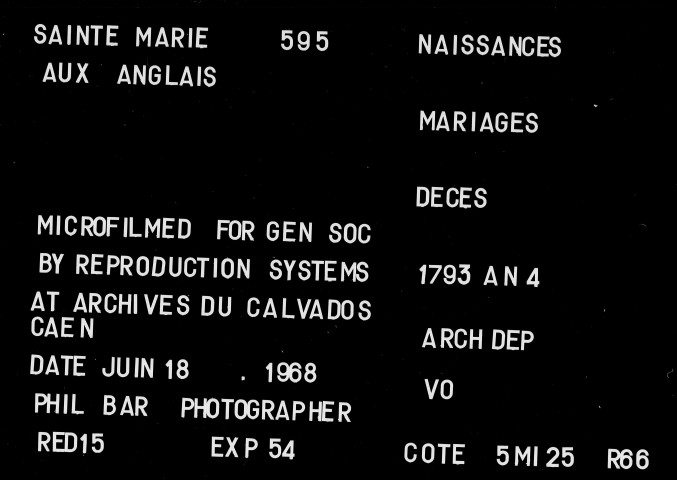 SAINTE MARIE 595
AUX ANGLAIS
MICROFILMED FOR GEN SOC
BY REPRODUCTION SYSTEMS
AT ARCHIVES DU CALVADOS
CAEN
DATE JUIN 18 . 1968
PHIL BAR PHOTOGRAPHER
RED15 EXP 54
NAISSANCES
MARIAGES
DECES
1793 AN 4
ARCH DEP
VO
COTE 5 MI 25 R66